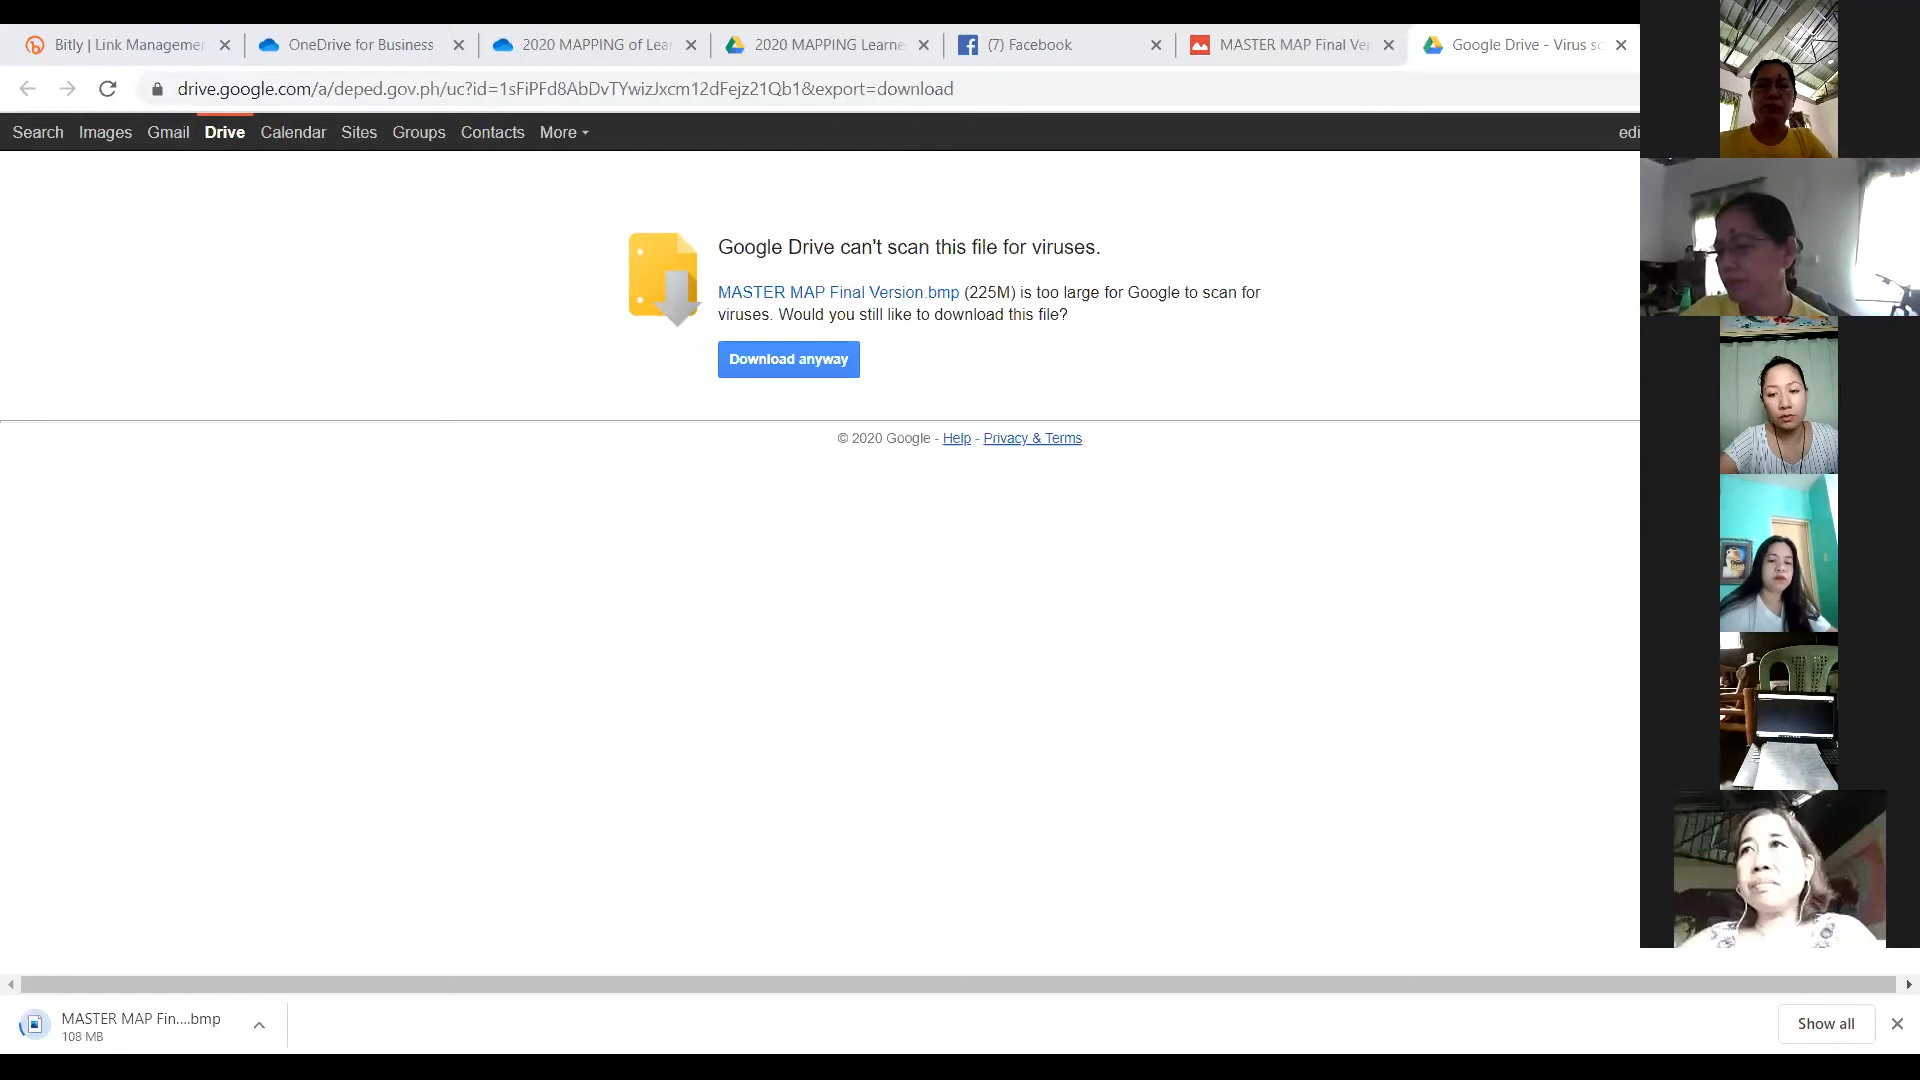 Bitly | Link Managemer
OneDrive for Business
2020 MAPPING of Lear
2020 MAPPING Learne
(7) Facebook
MASTER MAP Final Ver
Google Drive - Virus sc
drive.google.com/a/deped.gov.ph/uc?id=1sFiPFd8AbDvTYwizJxcm12dFejz21Qb1&export=download
Search Images Gmail Drive Calendar Sites Groups Contacts More
edi
Google Drive can't scan this file for viruses.
MASTER MAP Final Version.bmp (225M) is too large for Google to scan for
viruses. Would you still like to download this file?
Download anyway
© 2020 Google - Help - Privacy & Terms
MASTER MAP Fin....bmp
108 MB
Show all